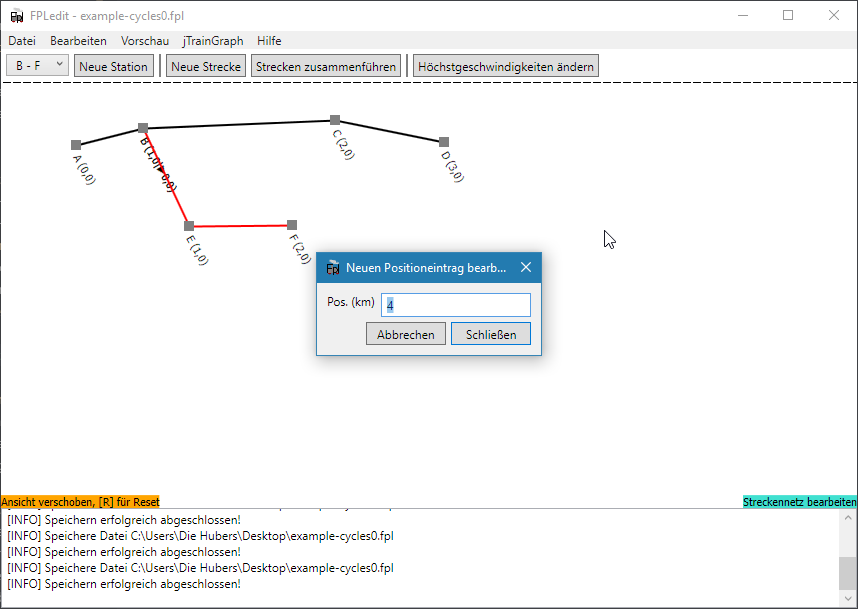 FPLedit - example-cycles0.fpl
Datei Bearbeiten Vorschau jTrainGraph Hilfe
B - F Neue Station Neue Strecke Strecken zusammenführen Höchstgeschwindigkeiten ändern
A (0,0)
B (1,0|0,0)
C (2,0)
D (3,0)
E (1,0)
F (2,0)
Fpl Neuen Positioneintrag bearb...
Pos. (km) 4
Abbrechen Schließen
Ansicht verschoben, [R] für Reset Streckennetz bearbeiten
[INFO] Speichern erfolgreich abgeschlossen!
[INFO] Speichere Datei C:\Users\Die Hubers\Desktop\example-cycles0.fpl
[INFO] Speichern erfolgreich abgeschlossen!
[INFO] Speichere Datei C:\Users\Die Hubers\Desktop\example-cycles0.fpl
[INFO] Speichern erfolgreich abgeschlossen!